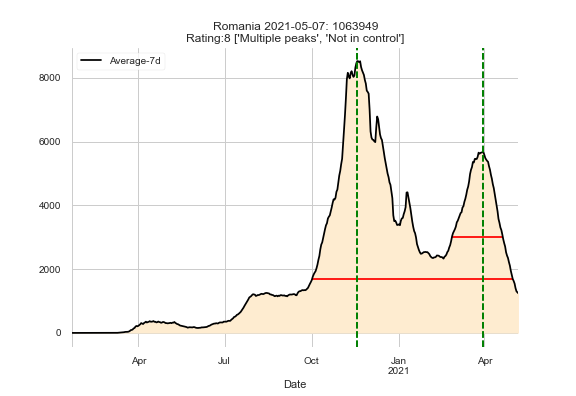 Romania 2021-05-07: 1063949
Rating:8 ['Multiple peaks', 'Not in control']
Average-7d
8000
6000
4000
2000
0
Apr
Jul
Oct
Jan
2021
Apr
Date